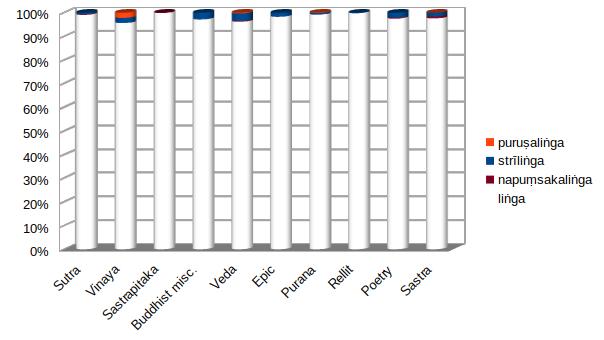 100%
90%
80%
70%
60%
50%
40%
30%
20%
10%
0%
Sutra
Vinaya
Sastrapitaka
Buddhist misc.
Veda
Epic
Purana
Rellit
Poetry
Sastra
puruṣaliṅga
strīliṅga
napuṃsakaliṅga
liṅga